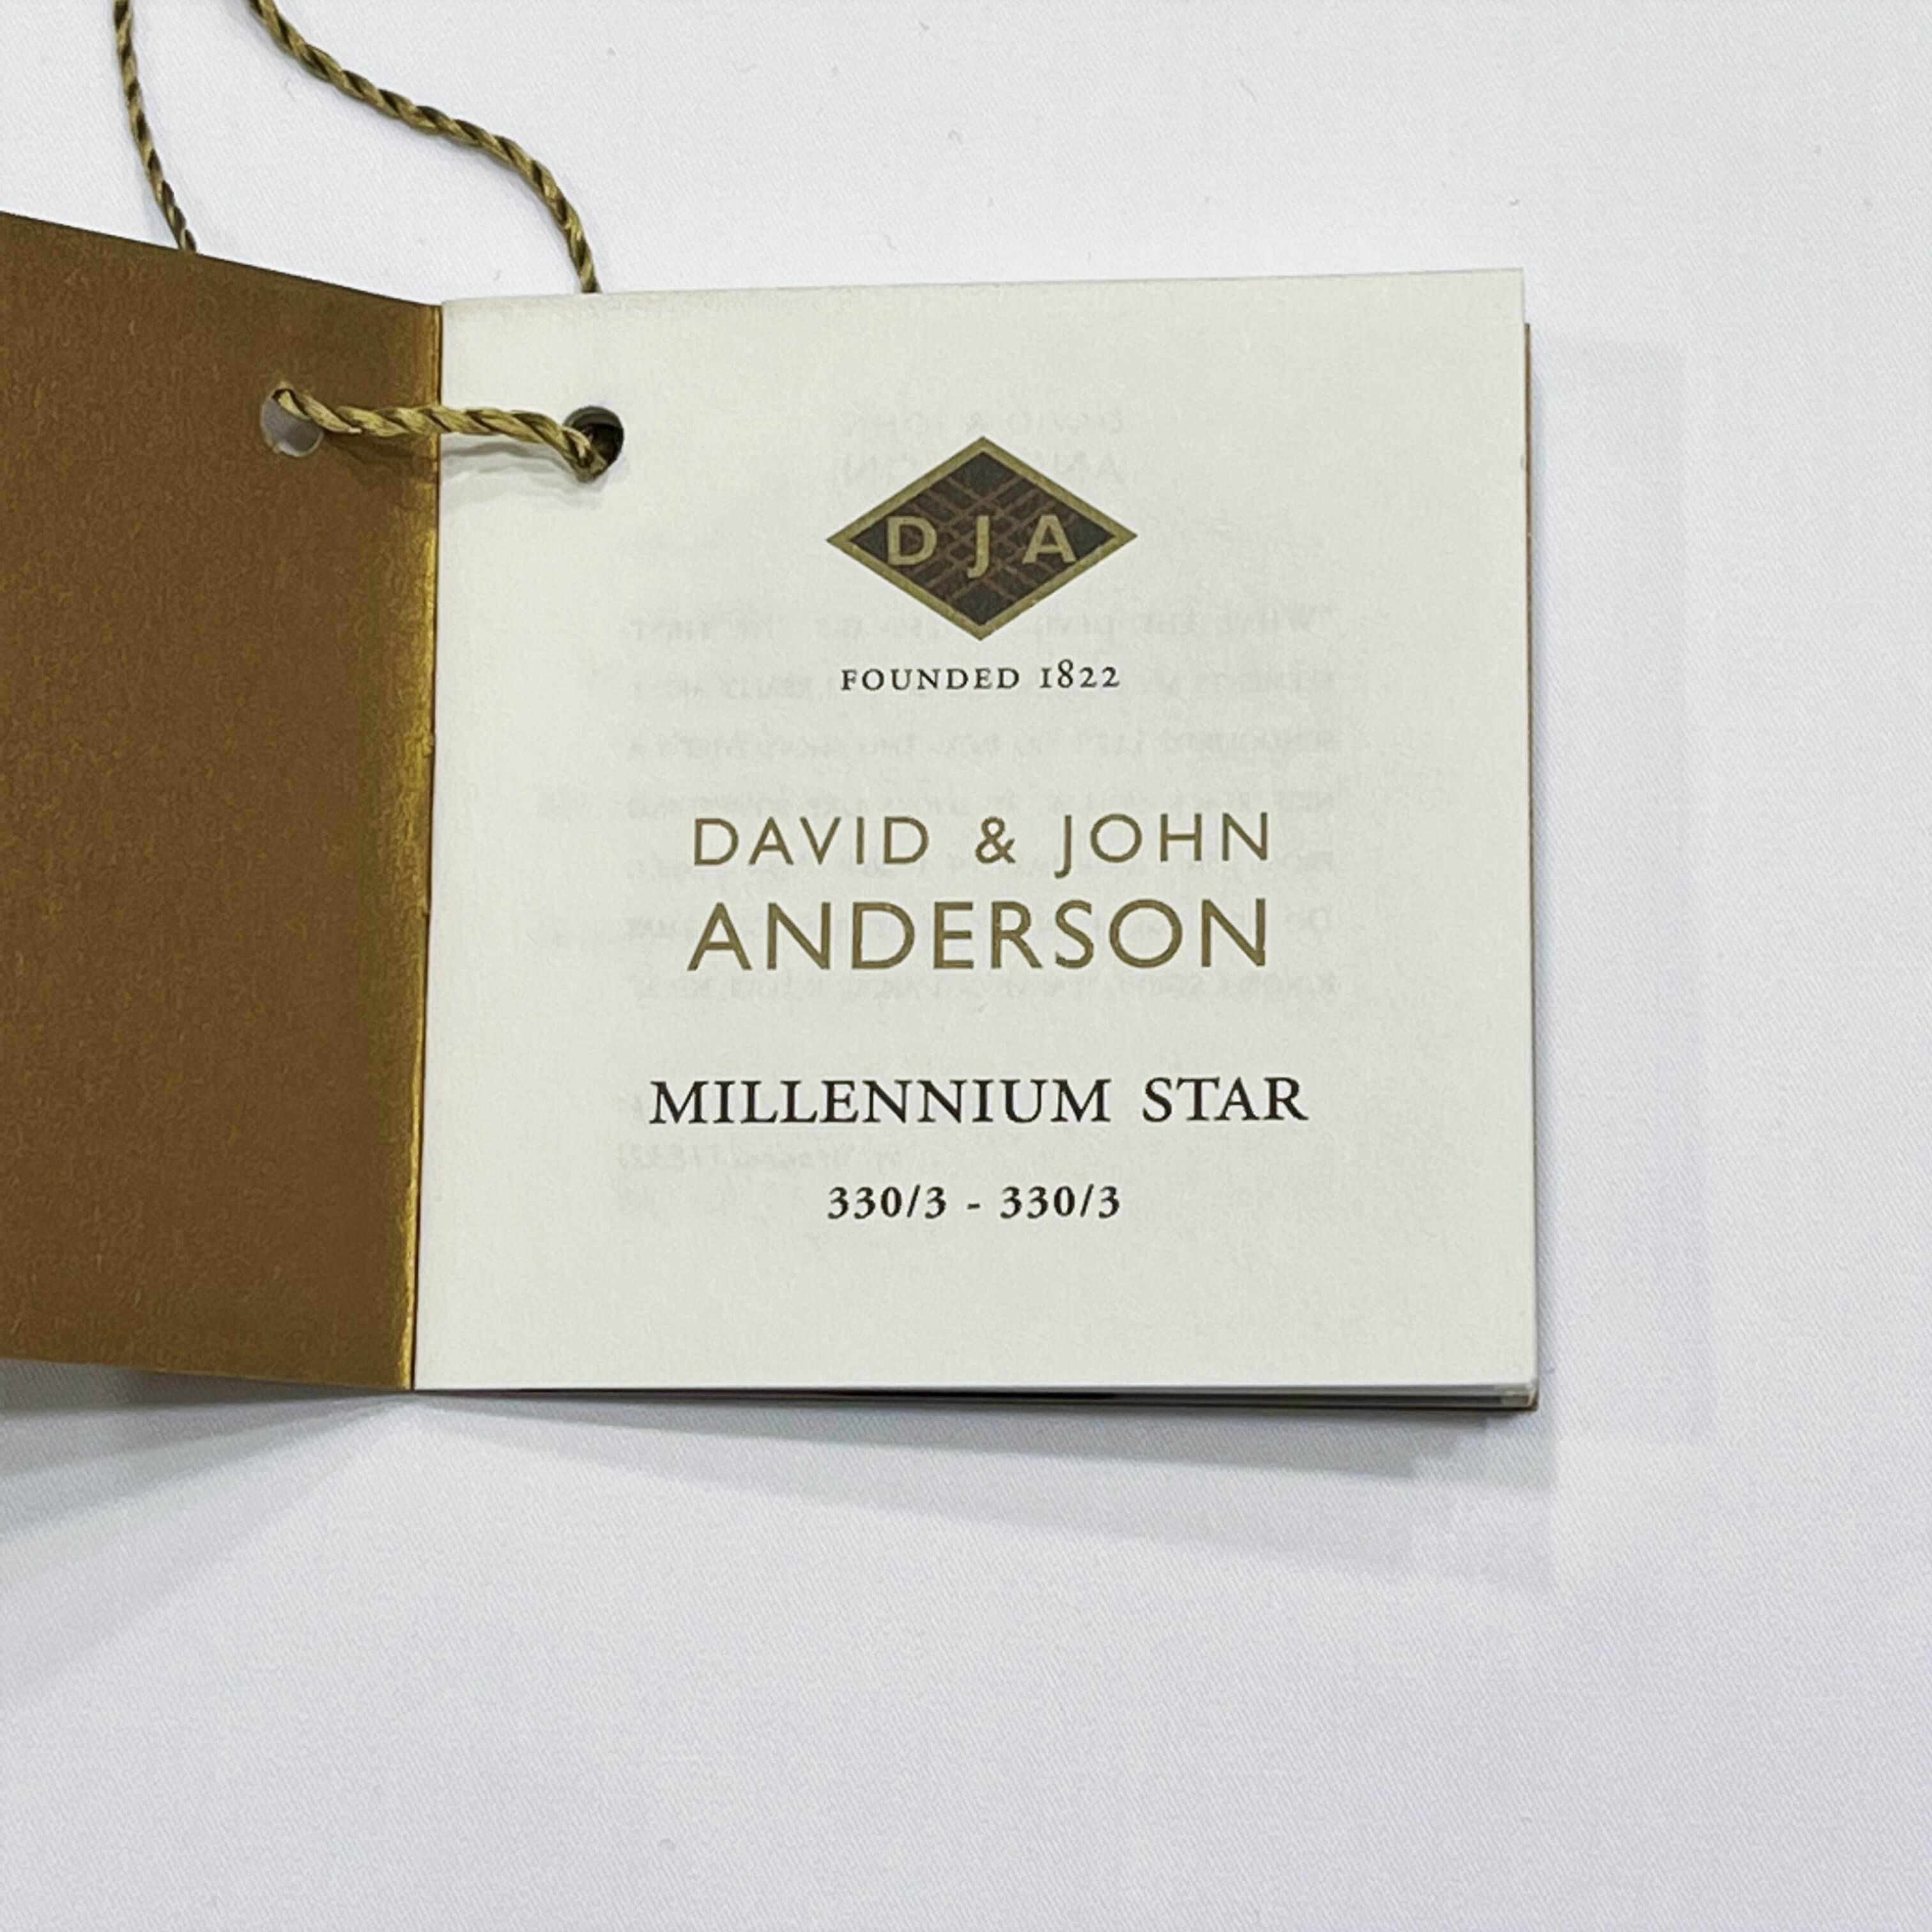 DJA
FOUNDED 1822
DAVID & JOHN
ANDERSON
MILLENNIUM STAR
330/3 - 330/3